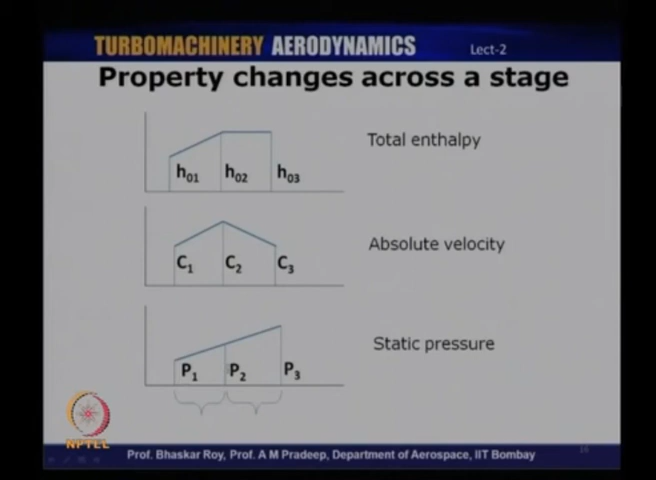 TURBOMACHINERY AERODYNAMICS Lect-2
Property changes across a stage
Total enthalpy
h01 h02 h03
Absolute velocity
C1 C2 C3
Static pressure
P1 P2 P3
NPTEL
Prof. Bhaskar Roy, Prof. A M Pradeep, Department of Aerospace, IIT Bombay